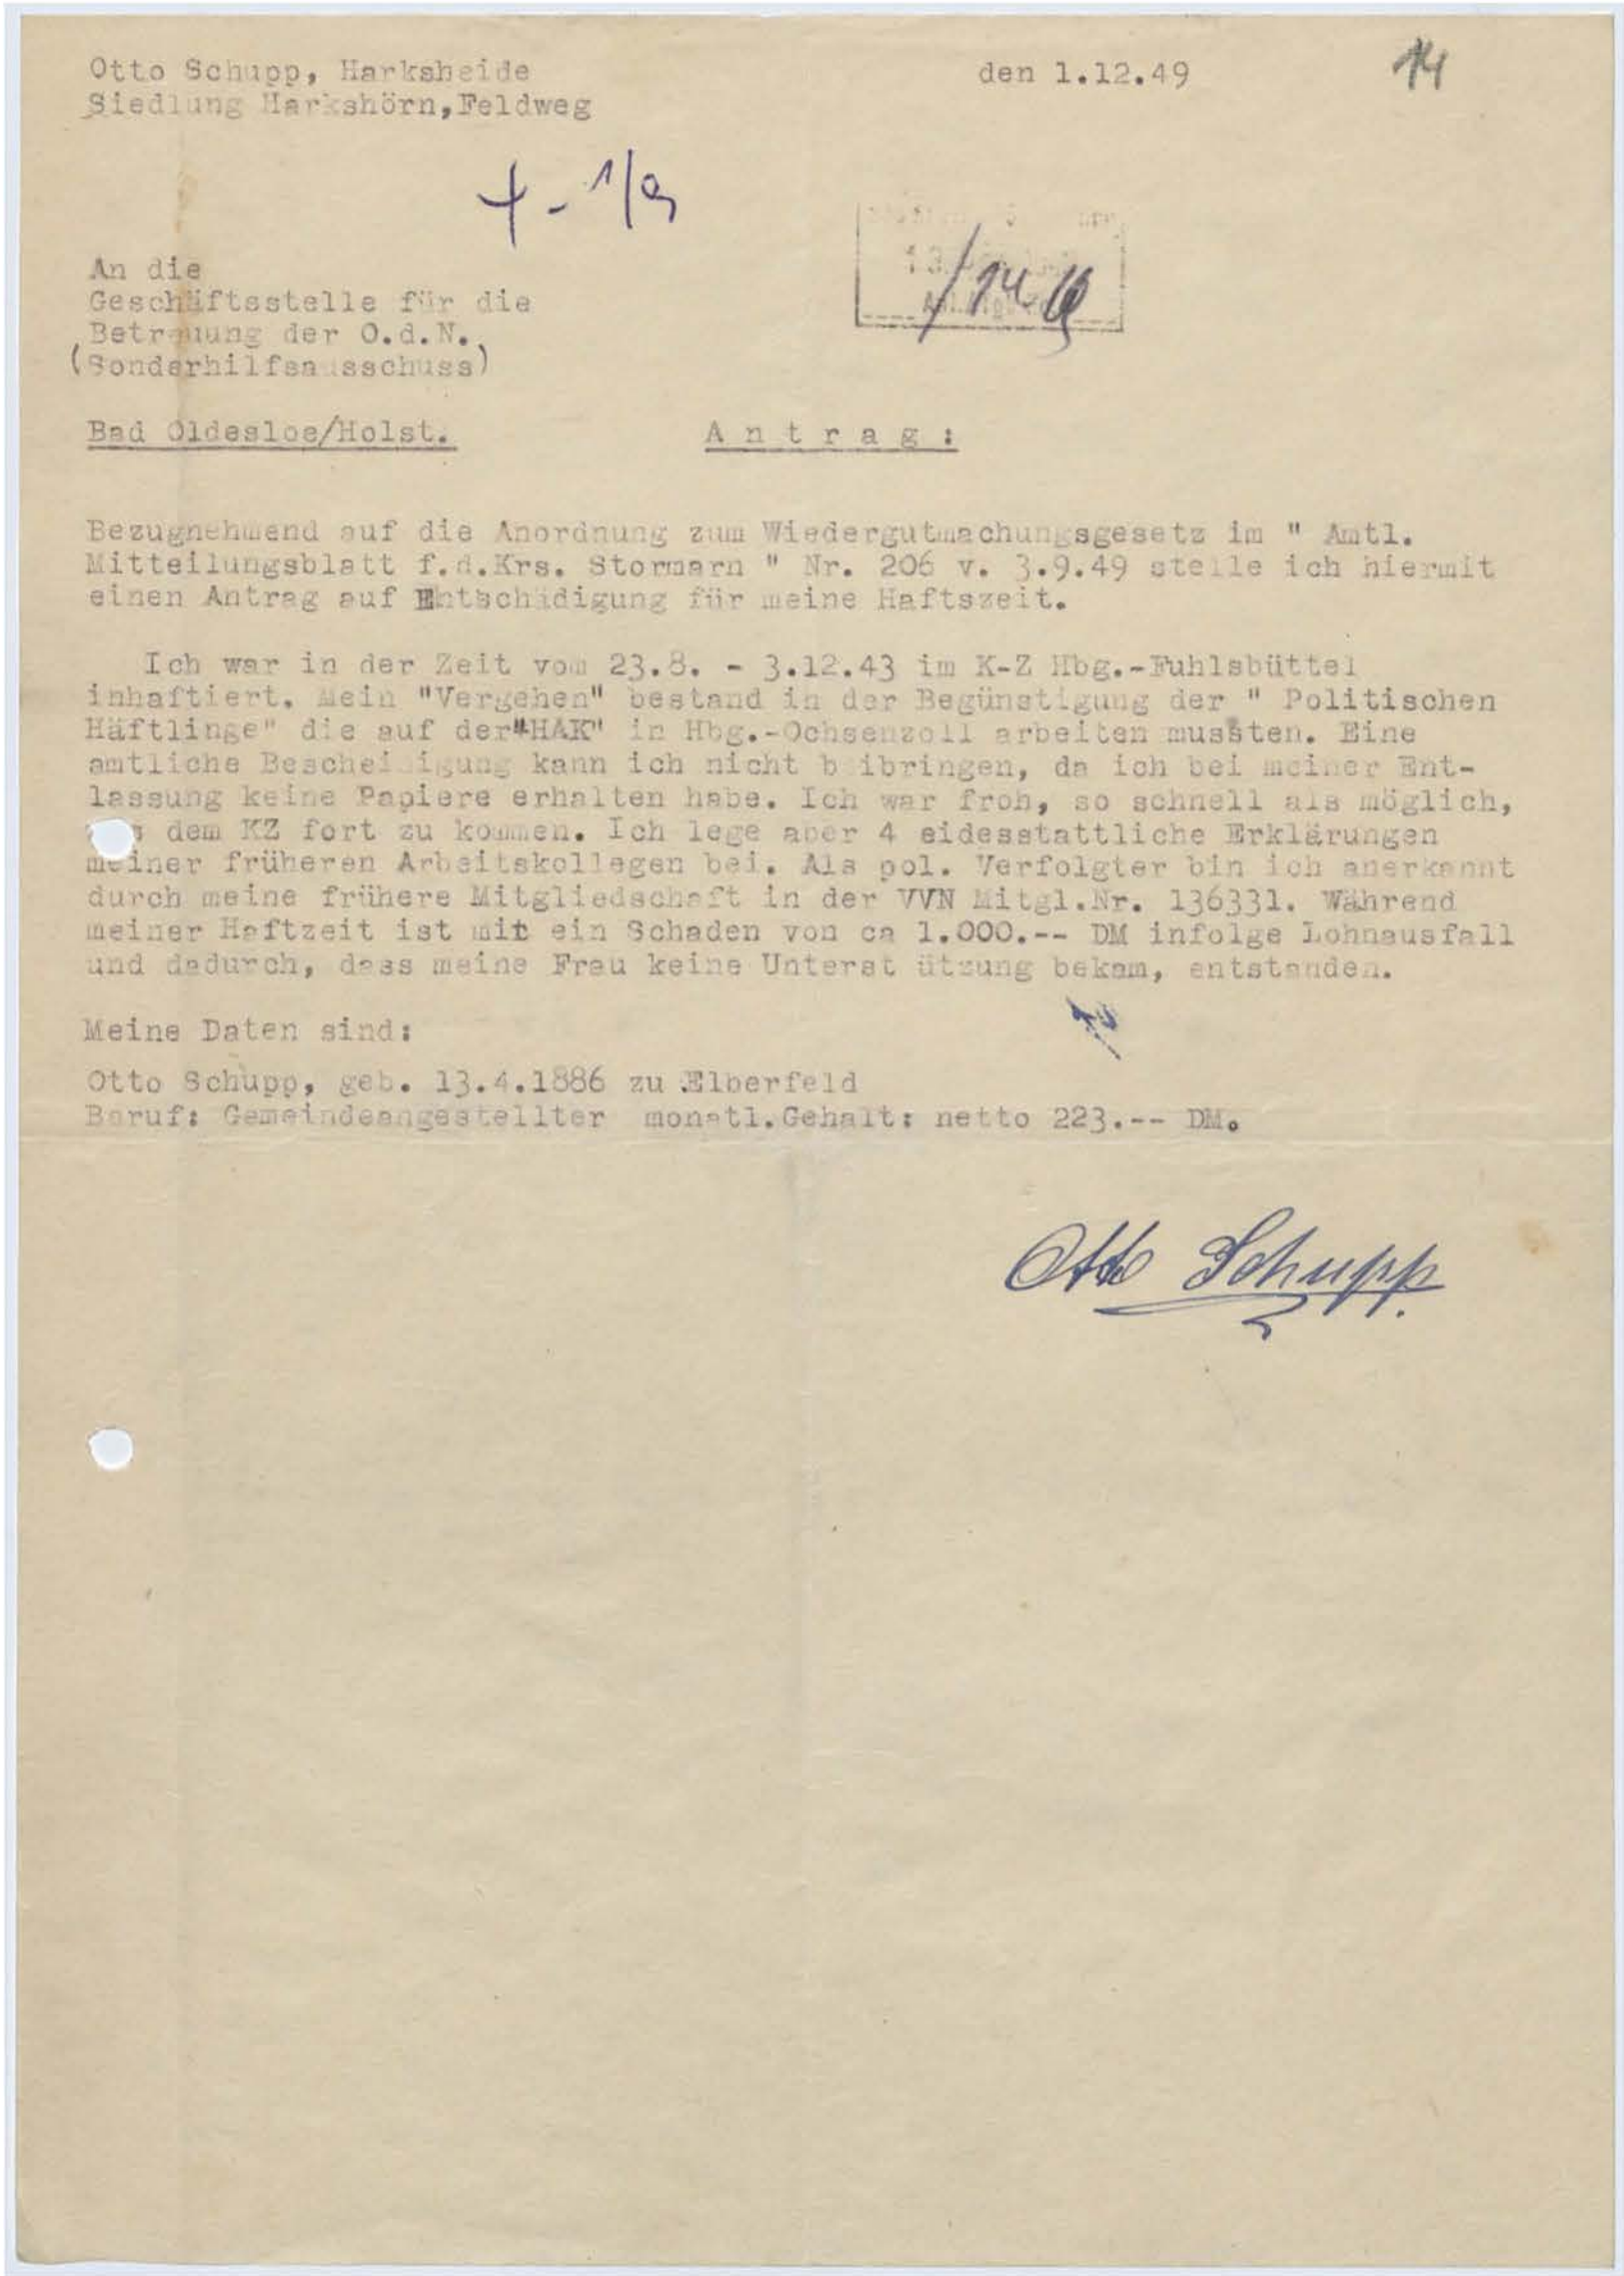 Otto Schupp, Harksheide
den 1.12.49
14
Siedlung Harkshörn, Feldweg
An die
Geschäftsstelle für die
Betreuung der O.d.N.,
(Sonderhilfsausschuss)
Bad Oldesloe/Holst.
A n t r a g :
Bezugnehmend auf die Anordnung zum Wiedergutmachungsgesetz im " Amtl.
Mitteilungsblatt f.d.Krs. Stormarn " Nr. 206 v. 3.9.49 stelle ich hiermit
einen Antrag auf Entschädigung für meine Haftszeit.
Ich war in der Zeit vom 23.8. - 3.12.43 im K-Z Hbg.-Fuhlsbüttel
inhaftiert. Mein "Vergehen" bestand in der Begünstigung der " Politischen
Häftlinge" die auf der "HAK" in Hbg.-Ochsenzoll arbeiten mussten. Eine
amtliche Bescheinigung kann ich nicht beibringen, da ich bei meiner Ent-
lassung keine Papiere erhalten habe. Ich war froh, so schnell als möglich,
dem KZ fort zu kommen. Ich lege aber 4 eidesstattliche Erklärungen
meiner früheren Arbeitskollegen bei. Als pol. Verfolgter bin ich anerkannt
durch meine frühere Mitgliedschaft in der VVN Mitgl.Nr. 136331. Während
meiner Haftzeit ist mir ein Schaden von ca 1.000.-- DM infolge Lohnausfall
und dadurch, dass meine Frau keine Unterst ützung bekam, entstanden.
Meine Daten sind:
Otto Schupp, geb. 13.4.1886 zu Elberfeld
Beruf: Gemeindeangestellter monatl.Gehalt: netto 223.-- DM.
Otto Schupp.